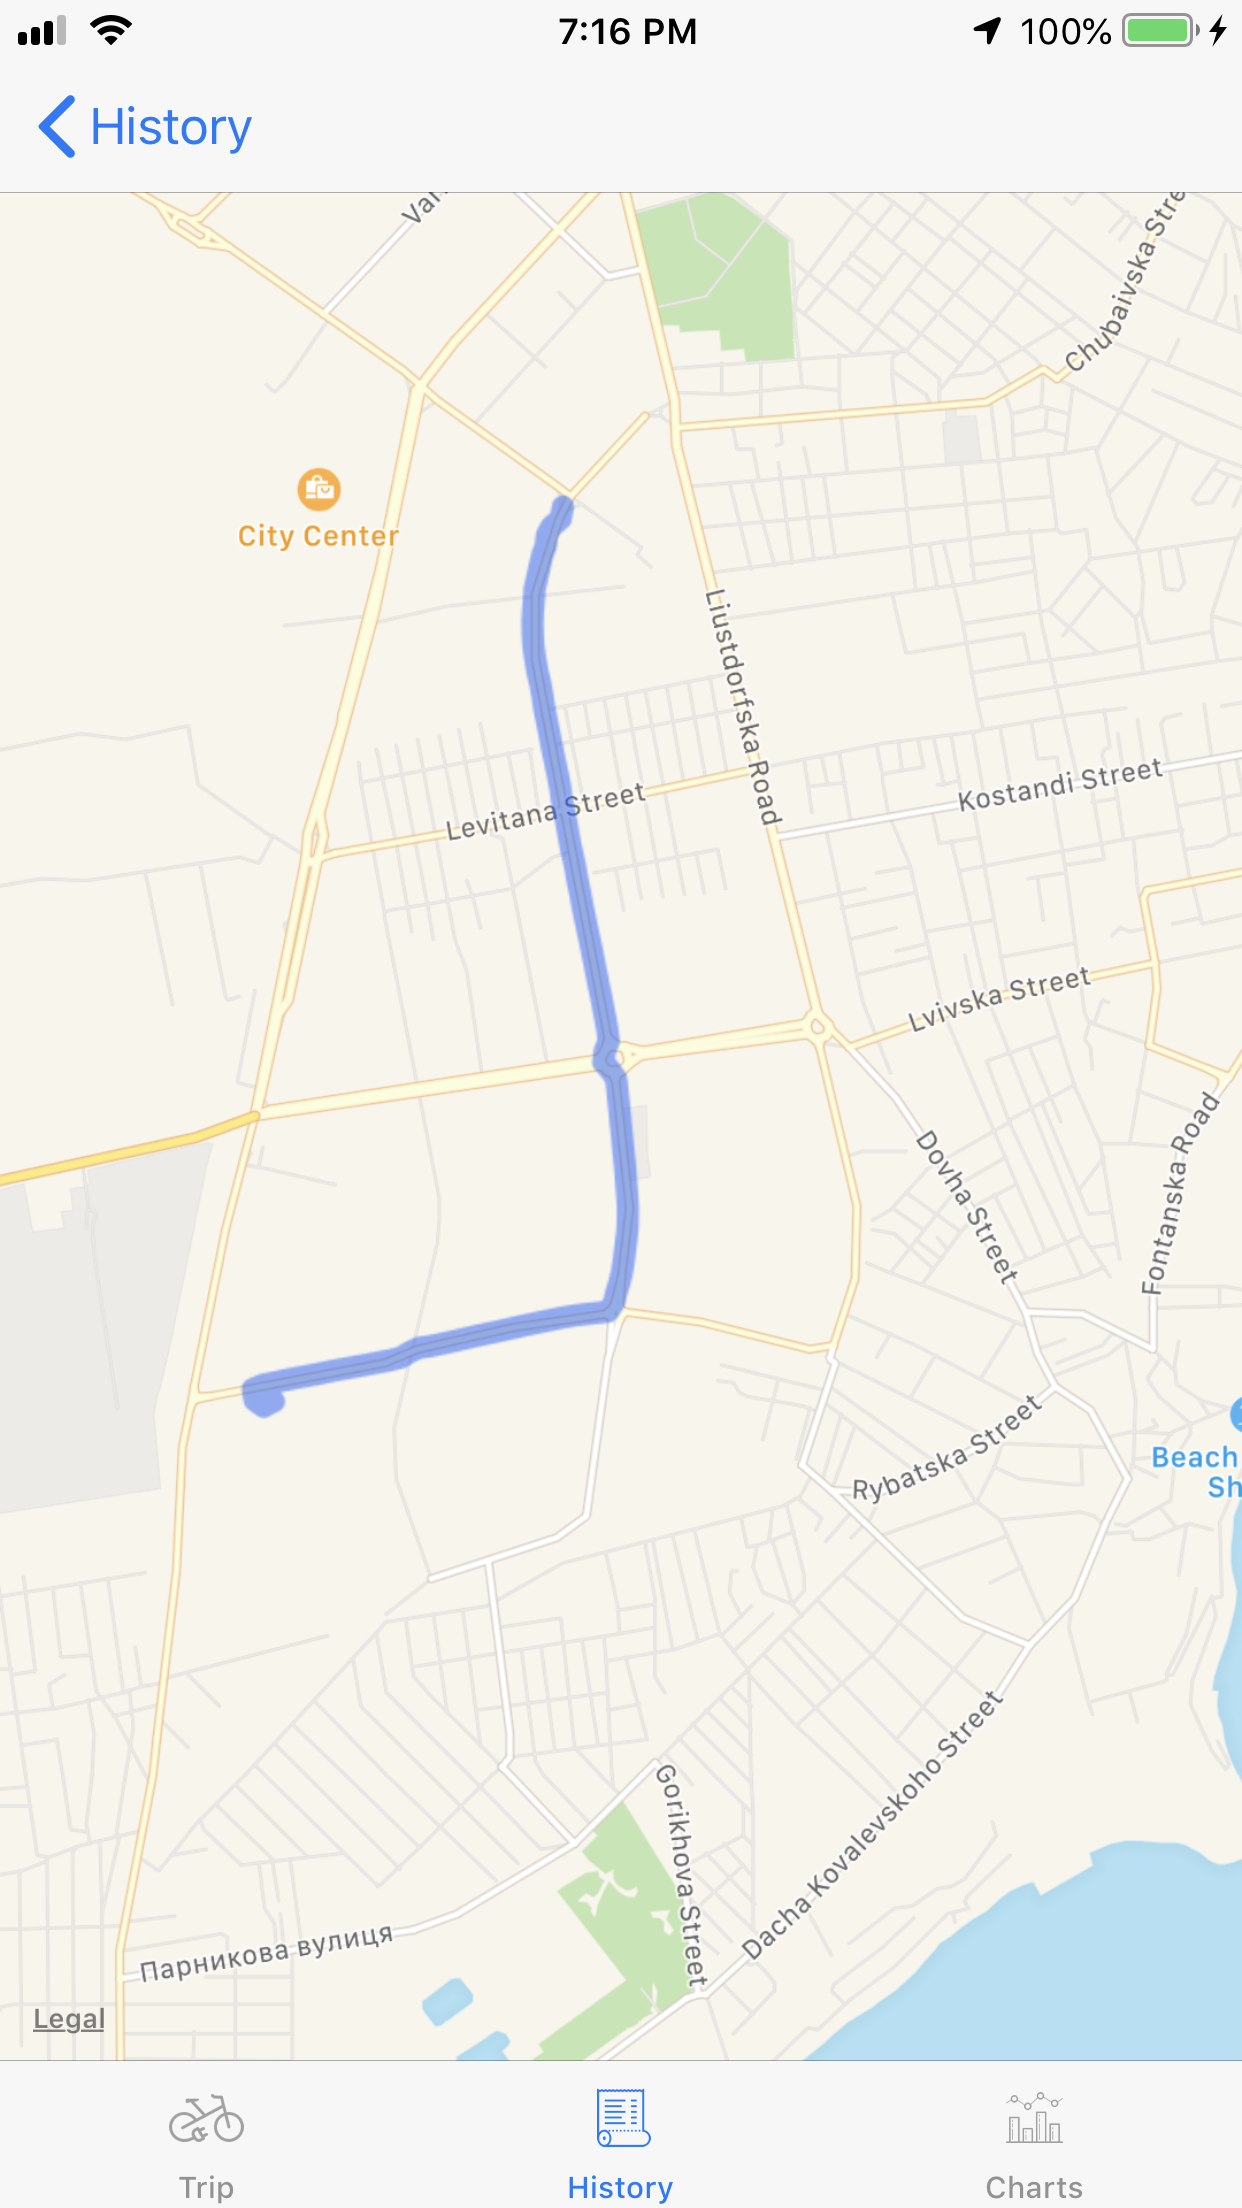 7:16 PM
100%
History
Chubaivska Stre
City Center
Liustdorfska Road
Levitana Street
Kostandi Street
Lvivska Street
Fontanska Road
Dovha Street
Rybatska Street
Beach
Sh
Dacha Kovalevskoho Street
Gorikhova Street
Парникова вулиця
Legal
Trip
History
Charts